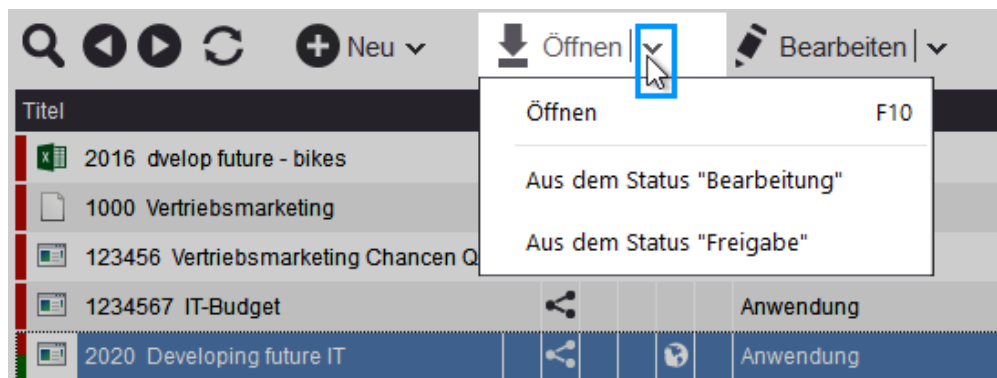 Neu Öffnen Bearbeiten
Titel
Öffnen F10
2016 dvelop future - bikes
Aus dem Status "Bearbeitung"
1000 Vertriebsmarketing
Aus dem Status "Freigabe"
123456 Vertriebsmarketing Chancen Q
1234567 IT-Budget Anwendung
2020 Developing future IT Anwendung